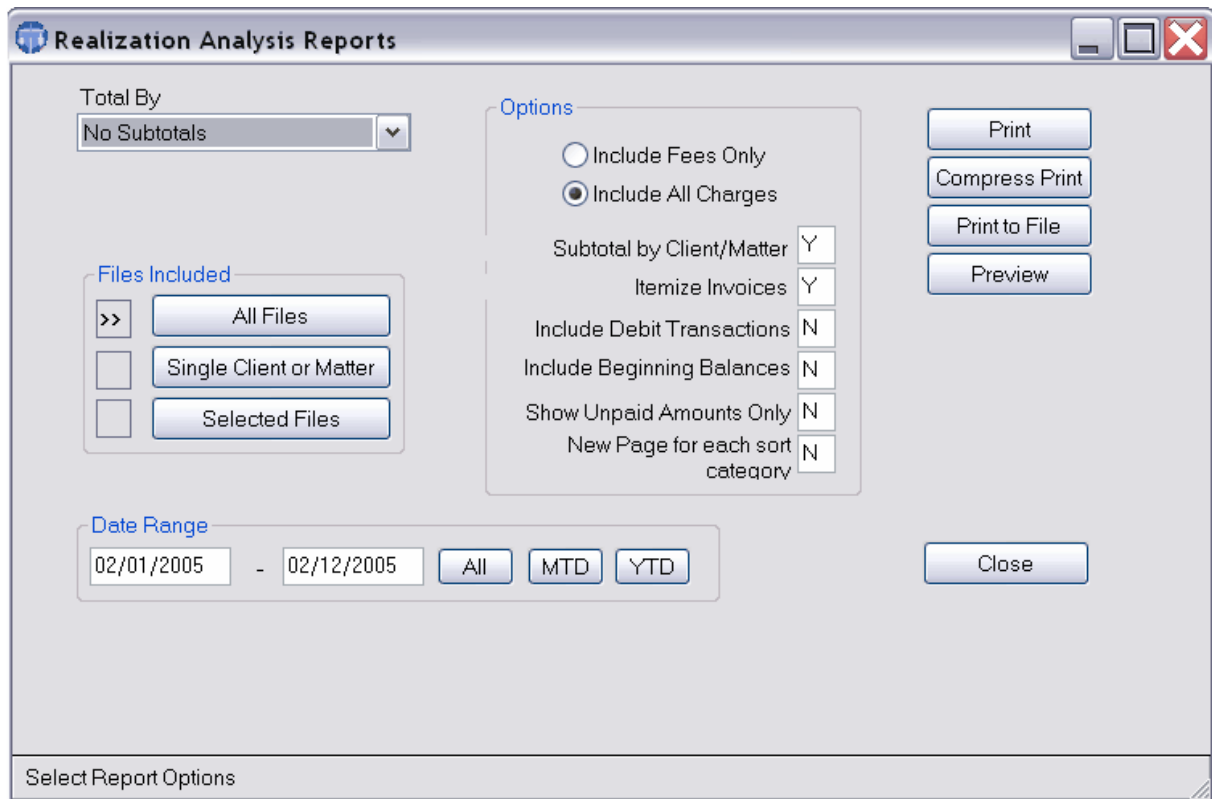 Realization Analysis Reports
Total By
No Subtotals
Files Included
>> All Files
Single Client or Matter
Selected Files
Options
Include Fees Only
Include All Charges
Subtotal by Client/Matter Y
Itemize Invoices Y
Include Debit Transactions N
Include Beginning Balances N
Show Unpaid Amounts Only N
New Page for each sort N
category
Print
Compress Print
Print to File
Preview
Date Range
02/01/2005 - 02/12/2005 All MTD YTD
Close
Select Report Options